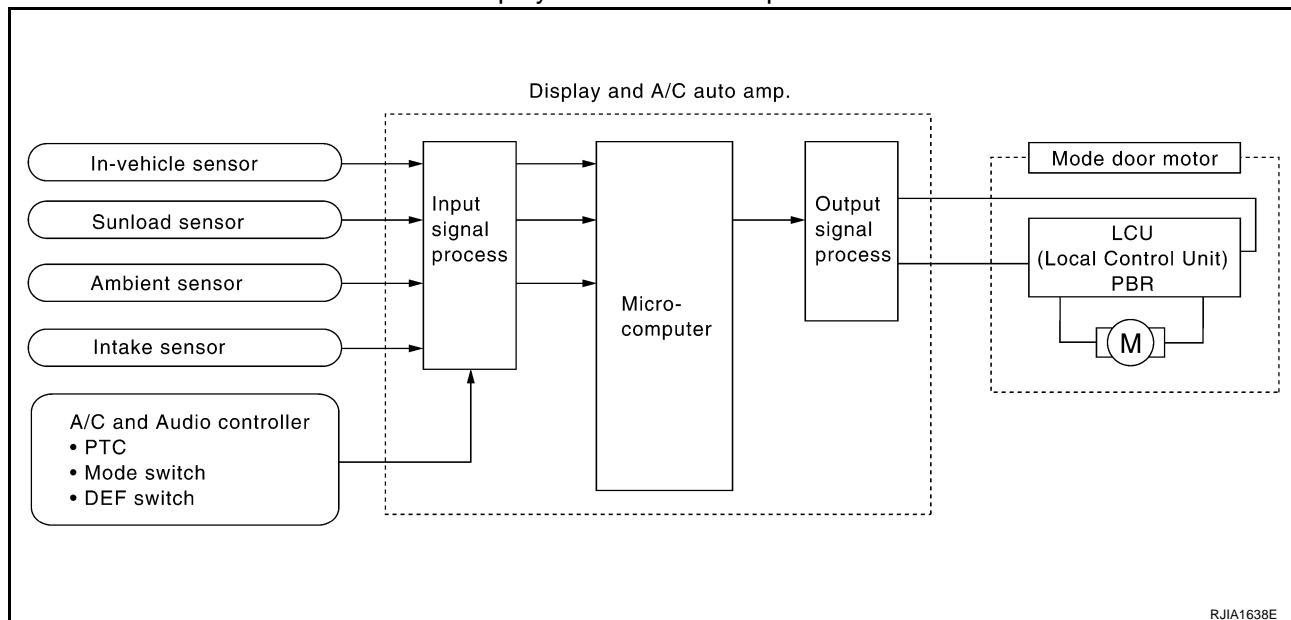 Display and A/C auto amp.
In-vehicle sensor
Sunload sensor
Ambient sensor
Intake sensor
A/C and Audio controller
• PTC
• Mode switch
• DEF switch
Input
signal
process
Micro-
computer
Output
signal
process
Mode door motor
LCU
(Local Control Unit)
PBR
M
RJIA1638E